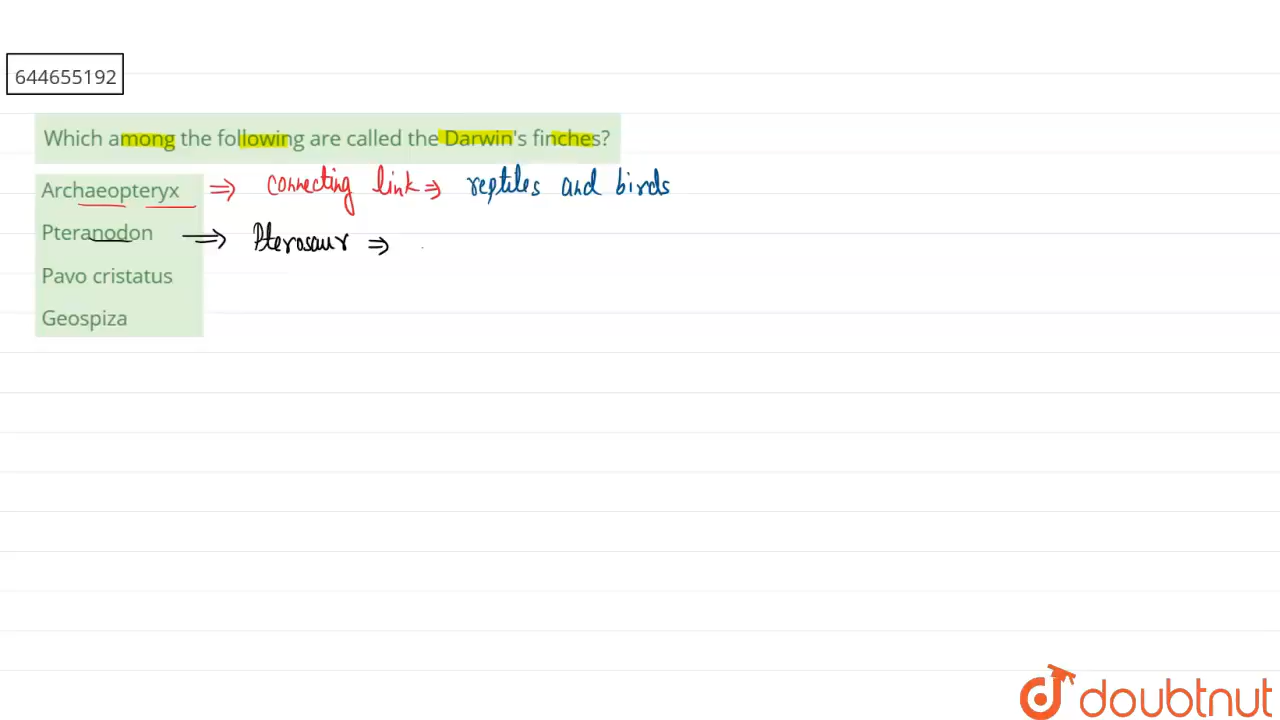 644655192
Which among the following are called the Darwin's finches?
Archaeopteryx ⇒ connecting link ⇒ reptiles and birds
Pteranodon ⇒ Pterosaur ⇒
Pavo cristatus
Geospiza
doubtnut